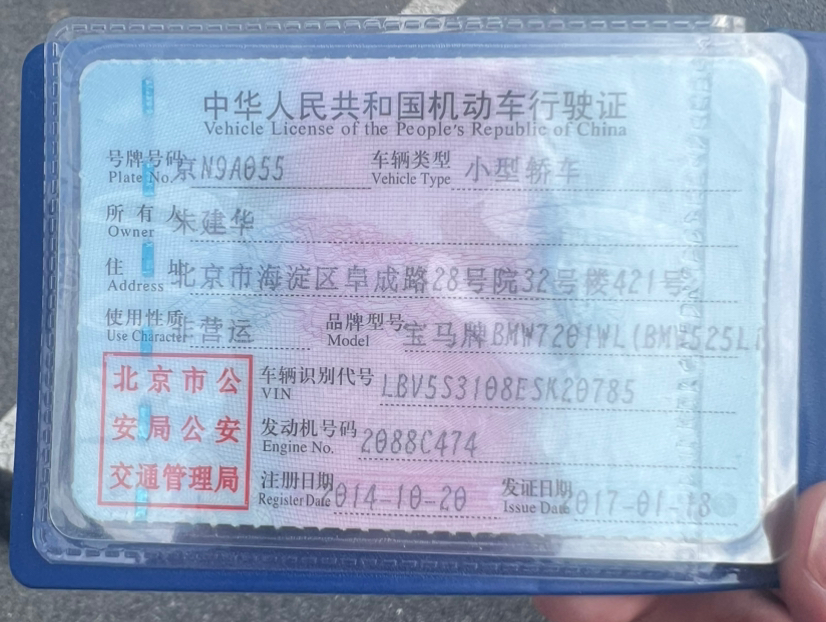 中华人民共和国机动车行驶证
Vehicle License of the People's Republic of China
号牌号码 京N9A055 车辆类型 小型轿车
Plate No. Vehicle Type
所有人 朱建华
Owner
住址 北京市海淀区阜成路28号院32号楼421号
Address
使用性质 非营运 品牌型号 宝马牌BMW7201WL(BMW525LI
Use Character Model
北京市公
安局公安
交通管理局
车辆识别代号 LBV5S3108ESK20785
VIN
发动机号码 2088C474
Engine No.
注册日期 2014-10-20 发证日期 2017-01-18
Register Date Issue Date